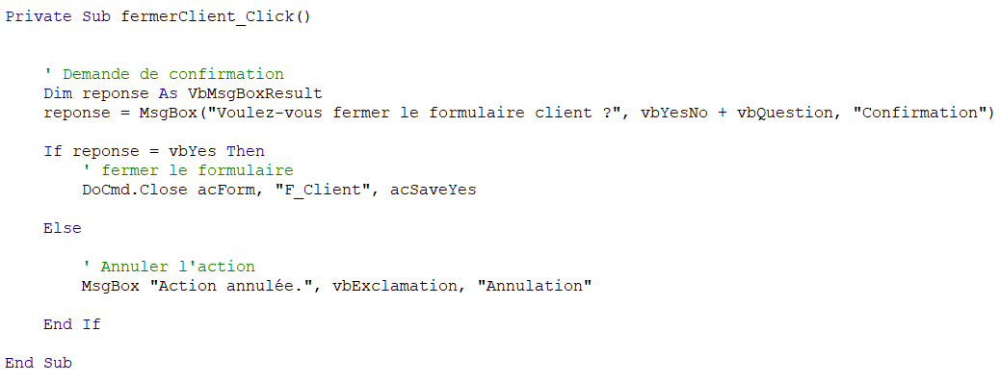 Private Sub fermerClient_Click()
' Demande de confirmation
Dim reponse As VbMsgBoxResult
reponse = MsgBox("Voulez-vous fermer le formulaire client ?", vbYesNo + vbQuestion, "Confirmation")
If reponse = vbYes Then
' fermer le formulaire
DoCmd.Close acForm, "F_Client", acSaveYes
Else
' Annuler l'action
MsgBox "Action annulée.", vbExclamation, "Annulation"
End If
End Sub